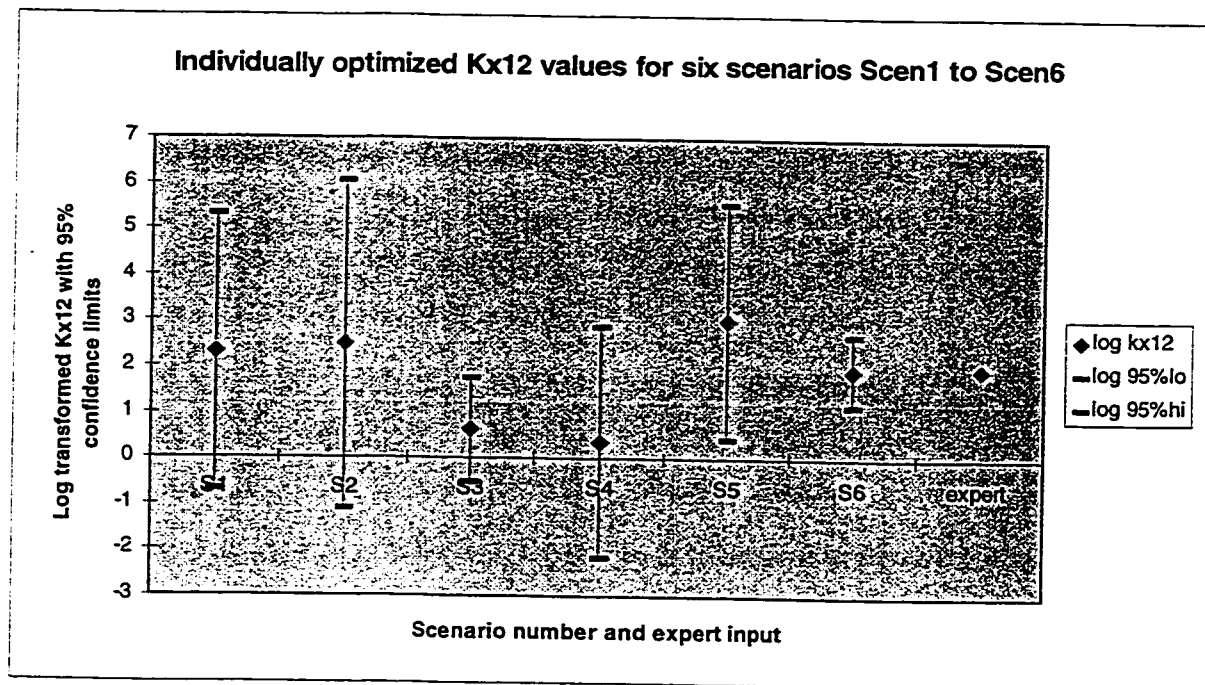 Individually optimized Kx12 values for six scenarios Scen1 to Scen6
Log transformed Kx12 with 95%
confidence limits
7
6
5
4
3
2
1
0
-1
-2
-3
S1
S2
S3
S4
S5
S6
expert
Scenario number and expert input
log kx12
log 95%lo
log 95%hi